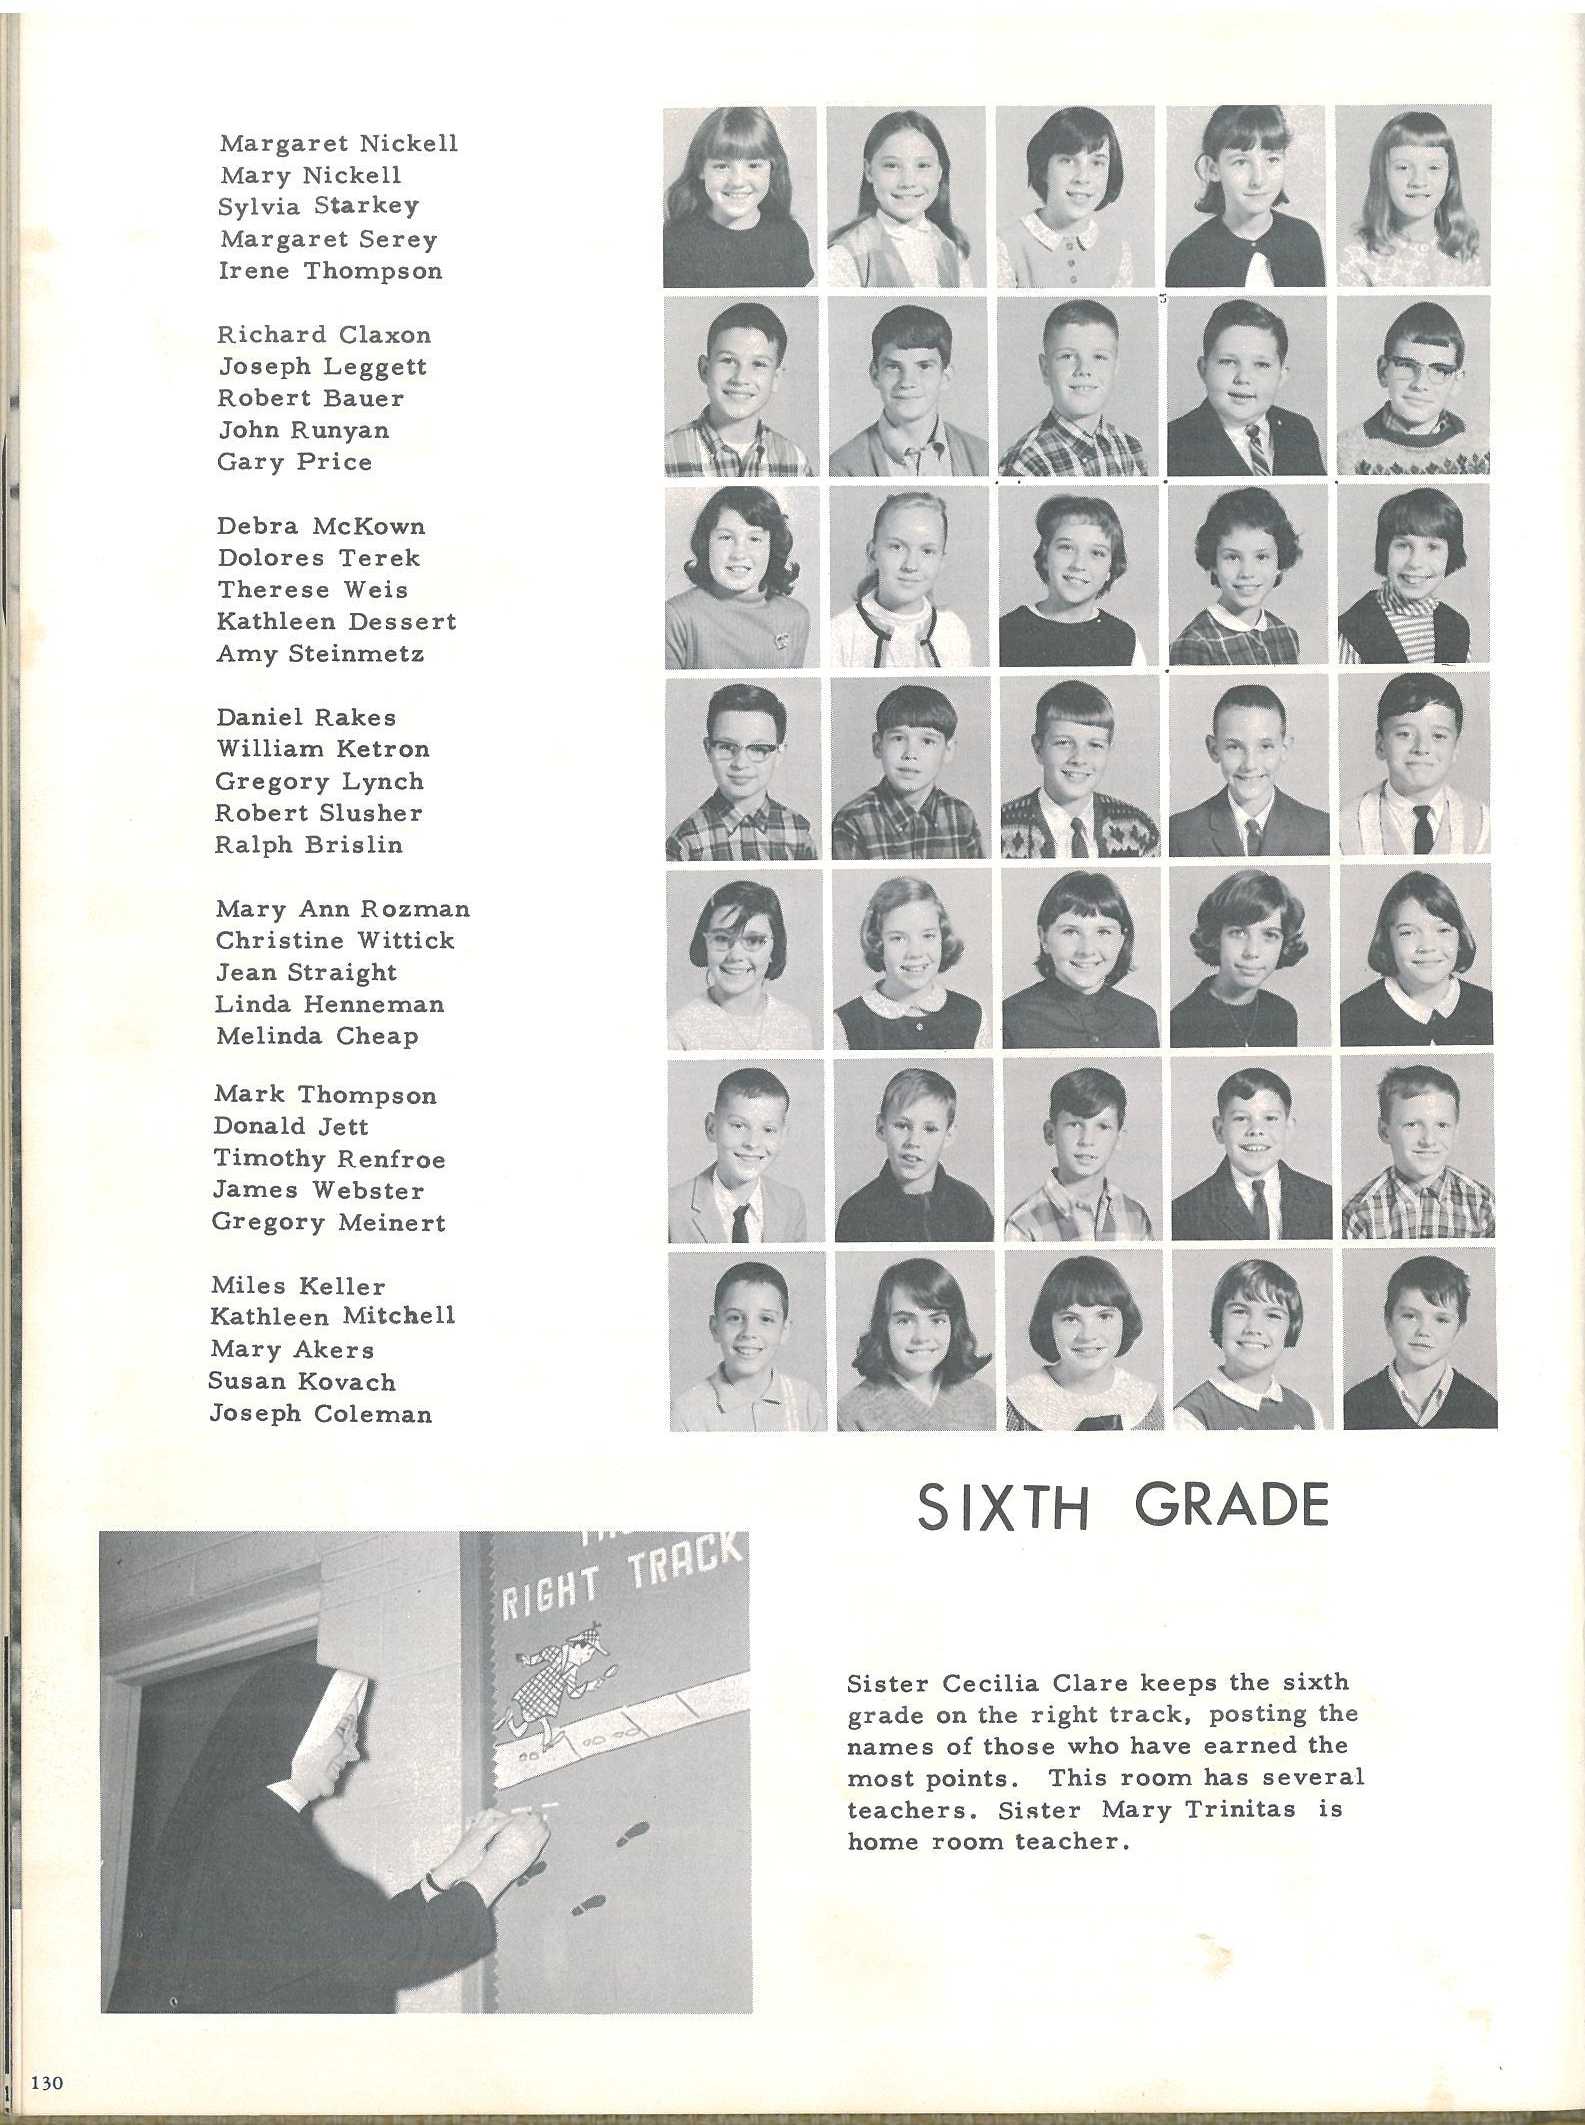 Margaret Nickell
Mary Nickell
Sylvia Starkey
Margaret Serey
Irene Thompson
Richard Claxon
Joseph Leggett
Robert Bauer
John Runyan
Gary Price
Debra McKown
Dolores Terek
Therese Weis
Kathleen Dessert
Amy Steinmetz
Daniel Rakes
William Ketron
Gregory Lynch
Robert Slusher
Ralph Brislin
Mary Ann Rozman
Christine Wittick
Jean Straight
Linda Henneman
Melinda Cheap
Mark Thompson
Donald Jett
Timothy Renfroe
James Webster
Gregory Meinert
Miles Keller
Kathleen Mitchell
Mary Akers
Susan Kovach
Joseph Coleman
SIXTH GRADE
RIGHT TRACK
Sister Cecilia Clare keeps the sixth
grade on the right track, posting the
names of those who have earned the
most points. This room has several
teachers. Sister Mary Trinitas is
home room teacher.
130